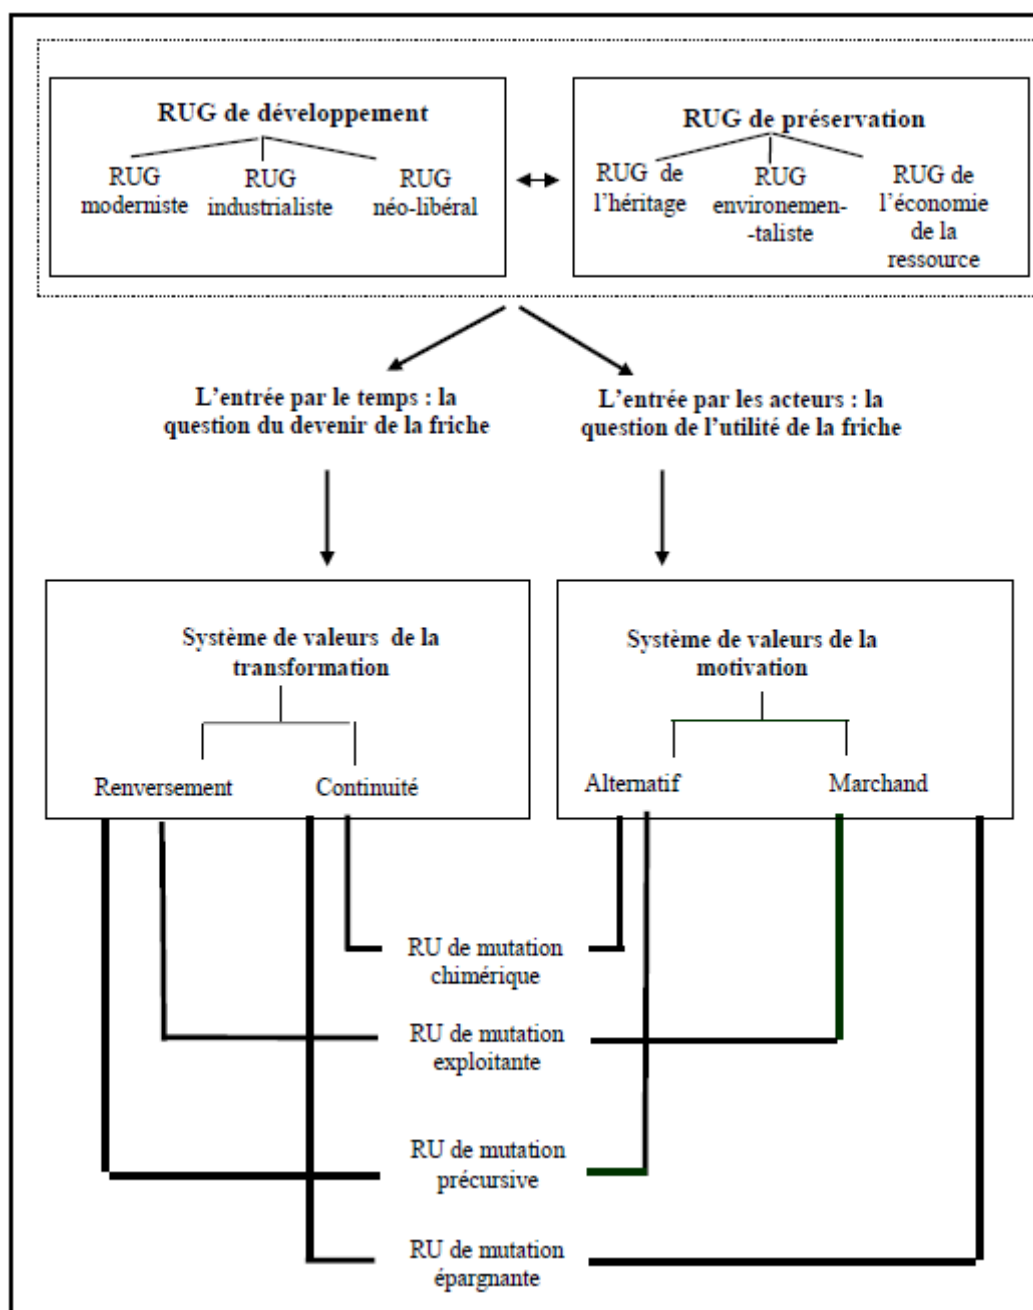 RUG de développement
RUG
moderniste
RUG
industrialiste
RUG
néo-libéral
RUG de préservation
RUG de
l’héritage
RUG
environemen-
-taliste
RUG de
l’économie
de la
ressource
L’entrée par le temps : la
question du devenir de la friche
L’entrée par les acteurs : la
question de l’utilité de la friche
Système de valeurs de la
transformation
Renversement
Continuité
Système de valeurs de la
motivation
Alternatif
Marchand
RU de mutation
chimérique
RU de mutation
exploitante
RU de mutation
précursive
RU de mutation
épargnante